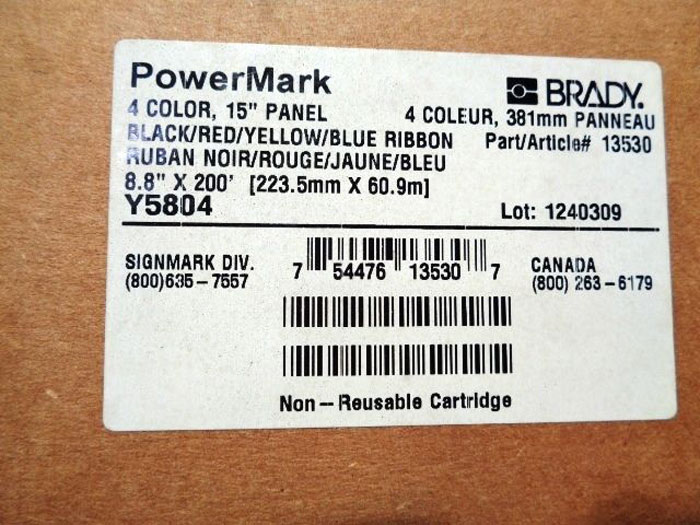 PowerMark BRADY.
4 COLOR, 15" PANEL 4 COLEUR, 381mm PANNEAU
BLACK/RED/YELLOW/BLUE RIBBON Part/Article# 13530
RUBAN NOIR/ROUGE/JAUNE/BLEU
8.8" X 200' [223.5mm X 60.9m]
Y5804 Lot: 1240309
SIGNMARK DIV. 7 54476 13530 7 CANADA
(800)635-7557 (800) 263-6179
Non-Reusable Cartridge